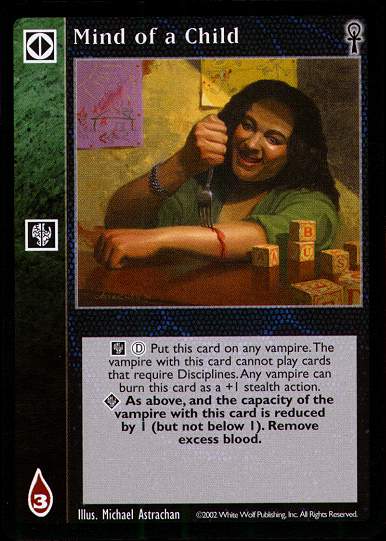 Mind of a Child
A
B
U
S
D Put this card on any vampire. The
vampire with this card cannot play cards
that require Disciplines. Any vampire can
burn this card as a +1 stealth action.
As above, and the capacity of the
vampire with this card is reduced
by 1 (but not below 1). Remove
excess blood.
3
Illus. Michael Astrachan
©2002 White Wolf Publishing, Inc. All Rights Reserved.